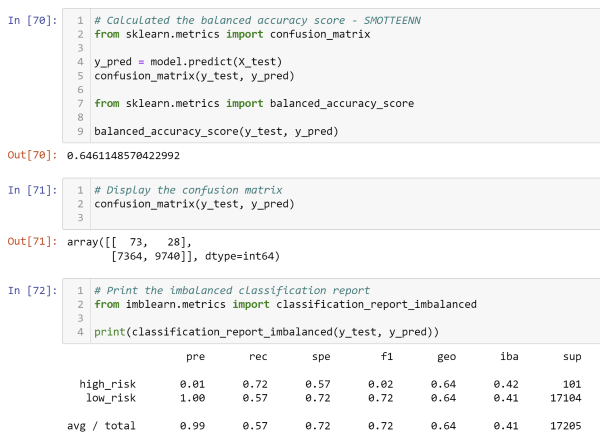 In [70]:
1 # Calculated the balanced accuracy score - SMOTTEENN
2 from sklearn.metrics import confusion_matrix
3
4 y_pred = model.predict(X_test)
5 confusion_matrix(y_test, y_pred)
6
7 from sklearn.metrics import balanced_accuracy_score
8
9 balanced_accuracy_score(y_test, y_pred)
Out[70]: 0.6461148570422992
In [71]:
1 # Display the confusion matrix
2 confusion_matrix(y_test, y_pred)
3
Out[71]: array([[ 73, 28],
[7364, 9740]], dtype=int64)
In [72]:
1 # Print the imbalanced classification report
2 from imblearn.metrics import classification_report_imbalanced
3
4 print(classification_report_imbalanced(y_test, y_pred))
pre rec spe f1 geo iba sup
high_risk 0.01 0.72 0.57 0.02 0.64 0.42 101
low_risk 1.00 0.57 0.72 0.72 0.64 0.41 17104
avg / total 0.99 0.57 0.72 0.72 0.64 0.41 17205